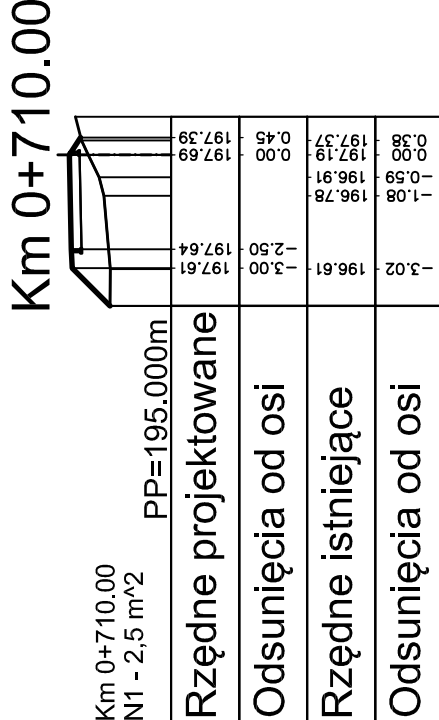 Km 0+710.00
Km 0+710.00
N1 - 2,5 m^2
PP=195.000m
Rzędne projektowane 197.61 197.64 197.69 197.39
Odsunięcia od osi -3.00 -2.50 0.00 0.45
Rzędne istniejące 196.61 196.78 196.91 197.19 197.37
Odsunięcia od osi -3.02 -1.08 -0.59 0.00 0.38